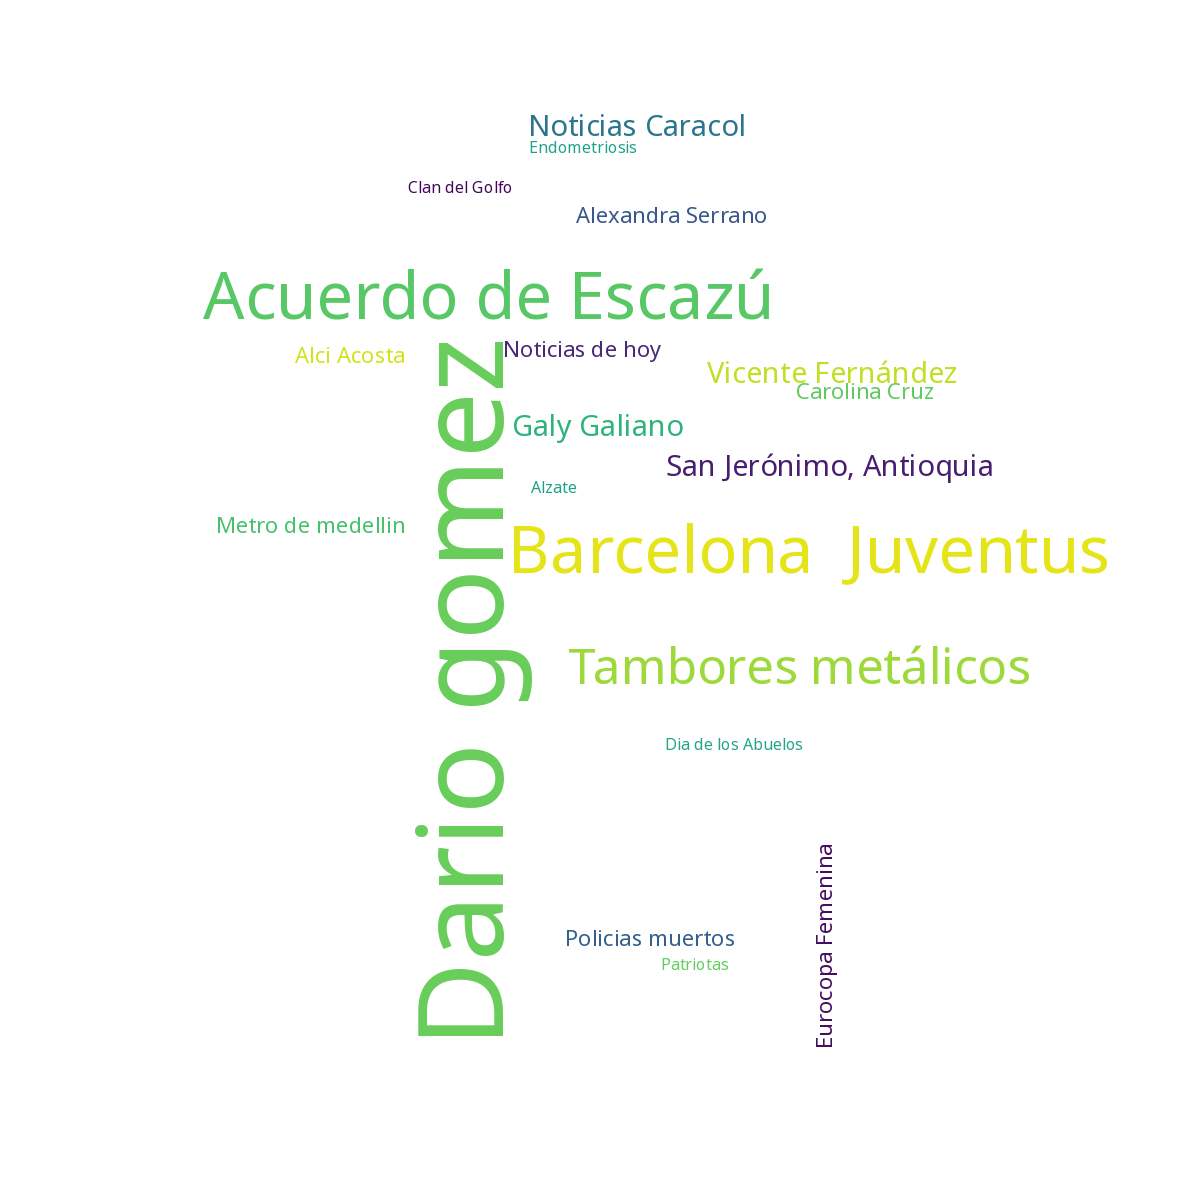 Noticias Caracol
Endometriosis
Clan del Golfo
Alexandra Serrano
Acuerdo de Escazú
Noticias de hoy
Alci Acosta
Vicente Fernández
Carolina Cruz
Galy Galiano
San Jerónimo, Antioquia
Alzate
Metro de medellin
Barcelona Juventus
Dario gomez
Tambores metálicos
Dia de los Abuelos
Policias muertos
Patriotas
Eurocopa Femenina